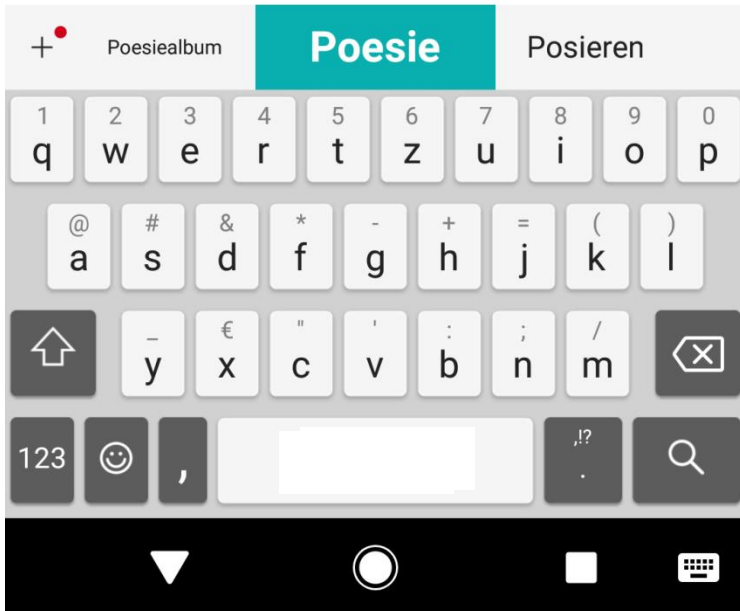 + Poesiealbum Poesie Posieren
1 2 3 4 5 6 7 8 9 0
q w e r t z u i o p
@ # & * - + = ( )
a s d f g h j k l
_ € " ' : ; /
y x c v b n m
,!?
123 , .